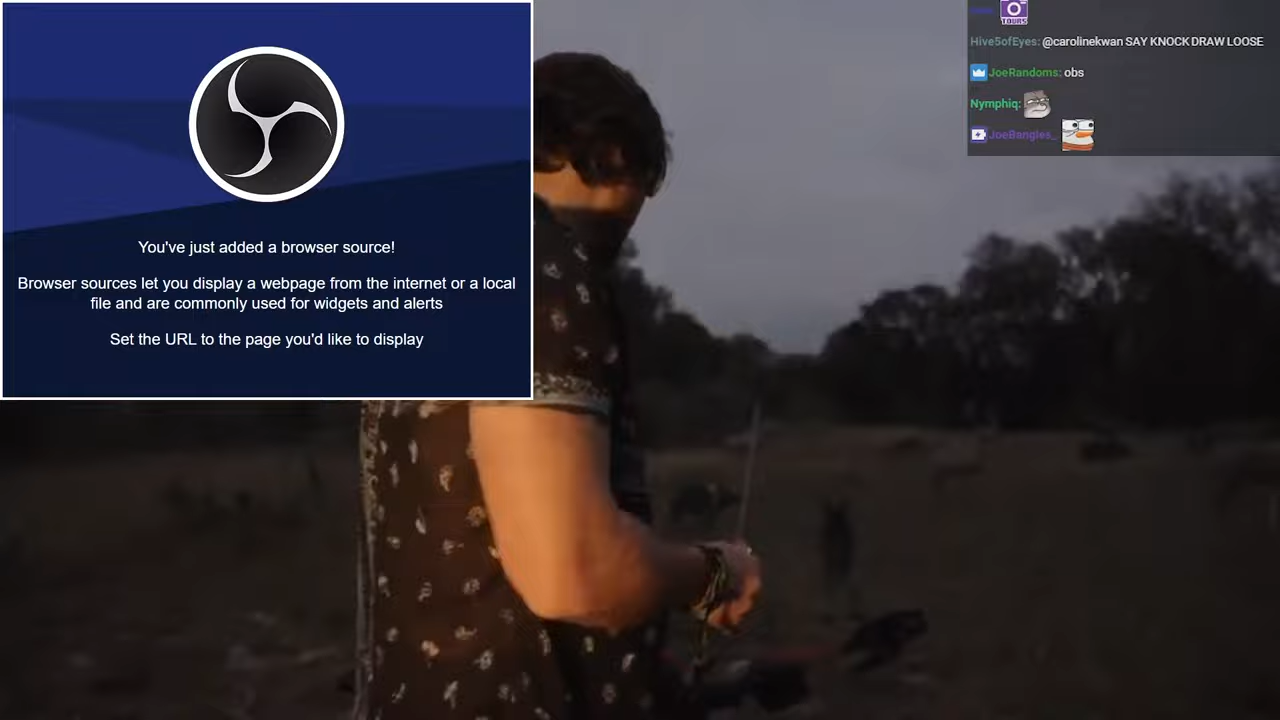 You've just added a browser source!
Browser sources let you display a webpage from the internet or a local
file and are commonly used for widgets and alerts
Set the URL to the page you'd like to display
TOURS
Hive5ofEyes: @carolinekwan SAY KNOCK DRAW LOOSE
JoeRandoms: obs
Nymphiq:
JoeBangles_